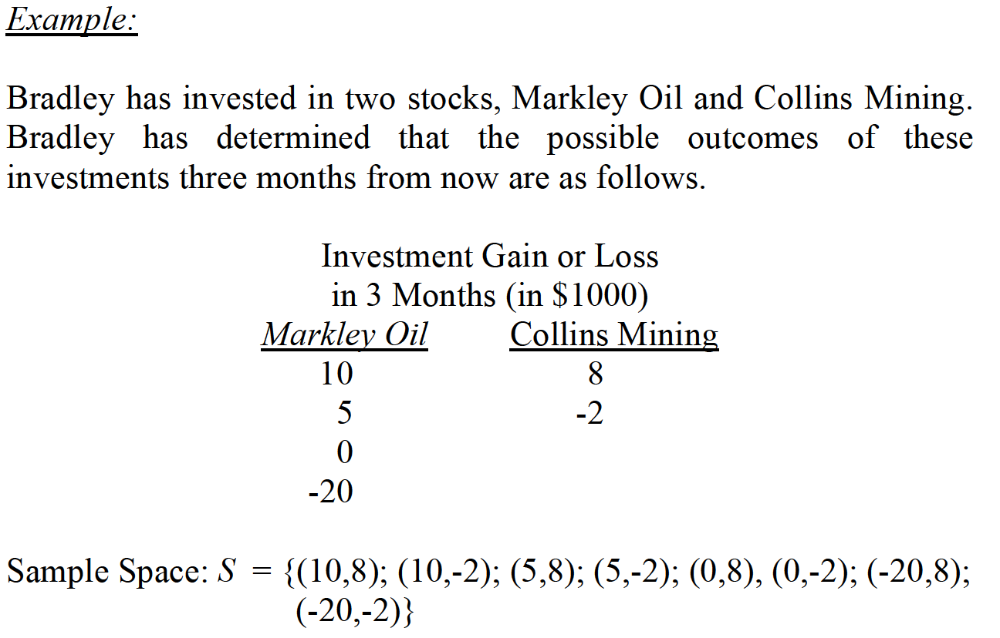 Example:
Bradley has invested in two stocks, Markley Oil and Collins Mining.
Bradley has determined that the possible outcomes of these
investments three months from now are as follows.
Investment Gain or Loss
in 3 Months (in $1000)
Markley Oil Collins Mining
10 8
5 -2
0
-20
Sample Space: S = {(10,8); (10,-2); (5,8); (5,-2); (0,8), (0,-2); (-20,8);
(-20,-2)}